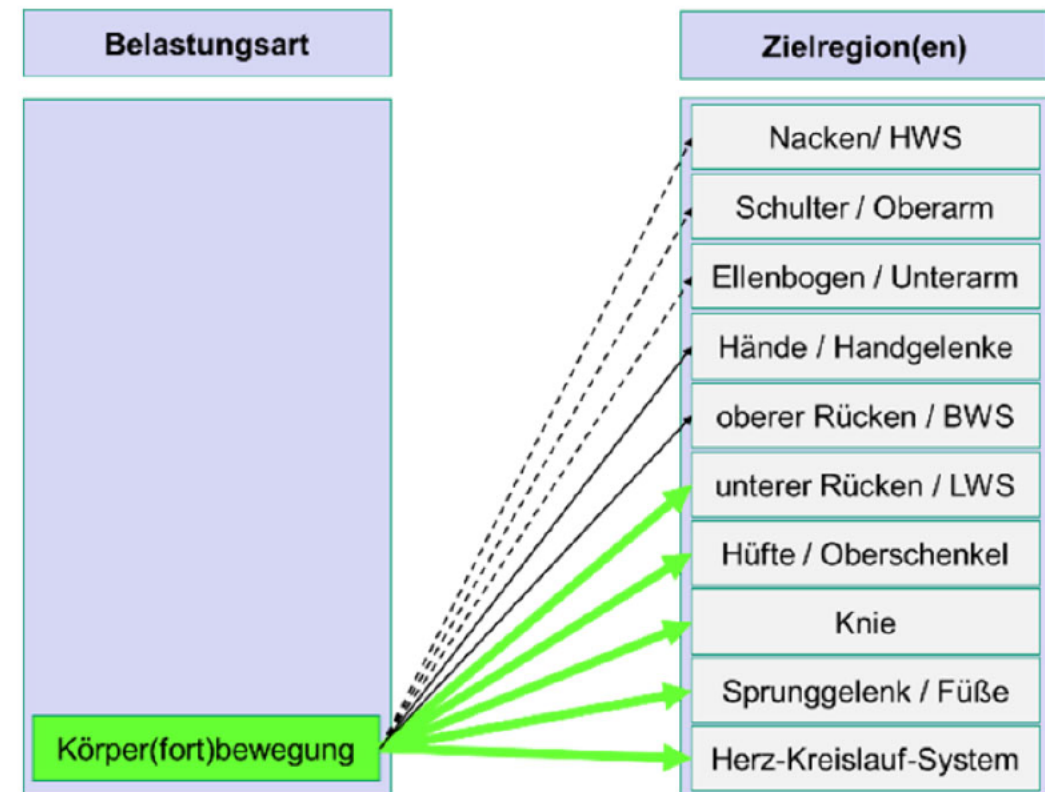 Belastungsart
Zielregion(en)
Nacken/ HWS
Schulter / Oberarm
Ellenbogen / Unterarm
Hände / Handgelenke
oberer Rücken / BWS
unterer Rücken / LWS
Hüfte / Oberschenkel
Knie
Sprunggelenk / Füße
Körper(fort)bewegung
Herz-Kreislauf-System